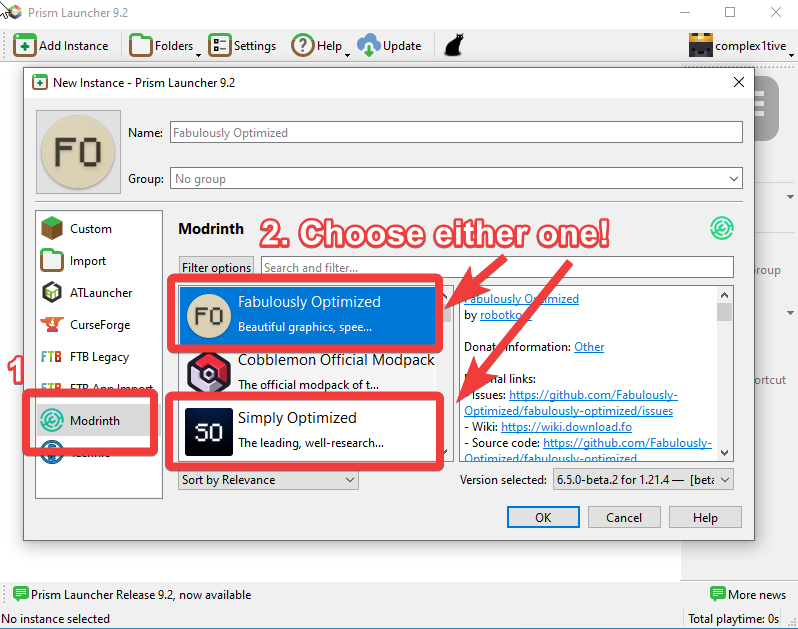 Prism Launcher 9.2
Add Instance
Folders
Settings
Help
Update
complex1tive
New Instance - Prism Launcher 9.2
FO
Name:
Fabulously Optimized
Group:
No group
Custom
Import
ATLauncher
CurseForge
FTB
FTB Legacy
FTB App Import
1
Modrinth
Technic
Modrinth
2. Choose either one!
Filter options
Search and filter...
FO
Fabulously Optimized
Beautiful graphics, spee...
Cobblemon Official Modpack
The official modpack of t...
SO
Simply Optimized
The leading, well-research...
Sort by Relevance
Fabulously Optimized
by
Donate information: Other
links:
Issues: https://github.com/Fabulously-
Optimized/fabulously-optimized/issues
- Wiki: https://wiki.download.fo
- Source code: https://github.com/Fabulously-
Optimized/fabulously-optimized
Version selected:
6.5.0-beta.2 for 1.21.4 — [beta
OK
Cancel
Help
Prism Launcher Release 9.2, now available
More news
No instance selected
Total playtime: 0s